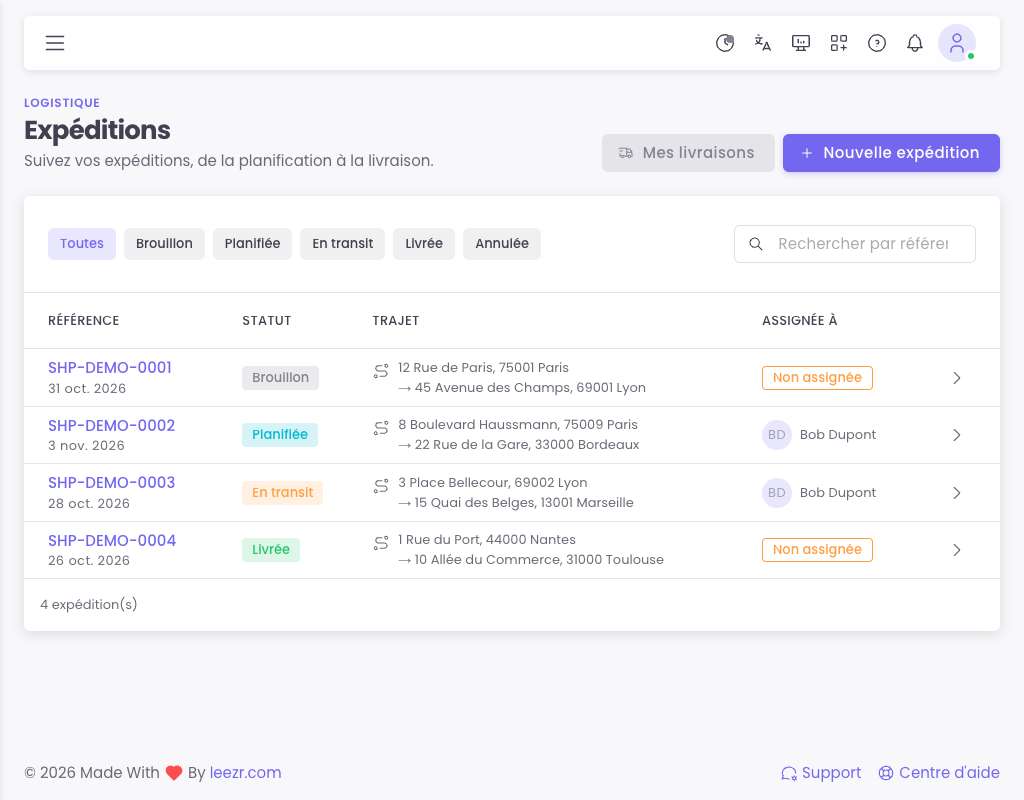 LOGISTIQUE
Expéditions
Suivez vos expéditions, de la planification à la livraison.
Mes livraisons
Nouvelle expédition
Toutes
Brouillon
Planifiée
En transit
Livrée
Annulée
Rechercher par référe
RÉFÉRENCE
STATUT
TRAJET
ASSIGNÉE À
SHP-DEMO-0001
31 oct. 2026
Brouillon
12 Rue de Paris, 75001 Paris
→ 45 Avenue des Champs, 69001 Lyon
Non assignée
SHP-DEMO-0002
3 nov. 2026
Planifiée
8 Boulevard Haussmann, 75009 Paris
→ 22 Rue de la Gare, 33000 Bordeaux
BD
Bob Dupont
SHP-DEMO-0003
28 oct. 2026
En transit
3 Place Bellecour, 69002 Lyon
→ 15 Quai des Belges, 13001 Marseille
BD
Bob Dupont
SHP-DEMO-0004
26 oct. 2026
Livrée
1 Rue du Port, 44000 Nantes
→ 10 Allée du Commerce, 31000 Toulouse
Non assignée
4 expédition(s)
© 2026 Made With ❤ By leezr.com
Support
Centre d'aide